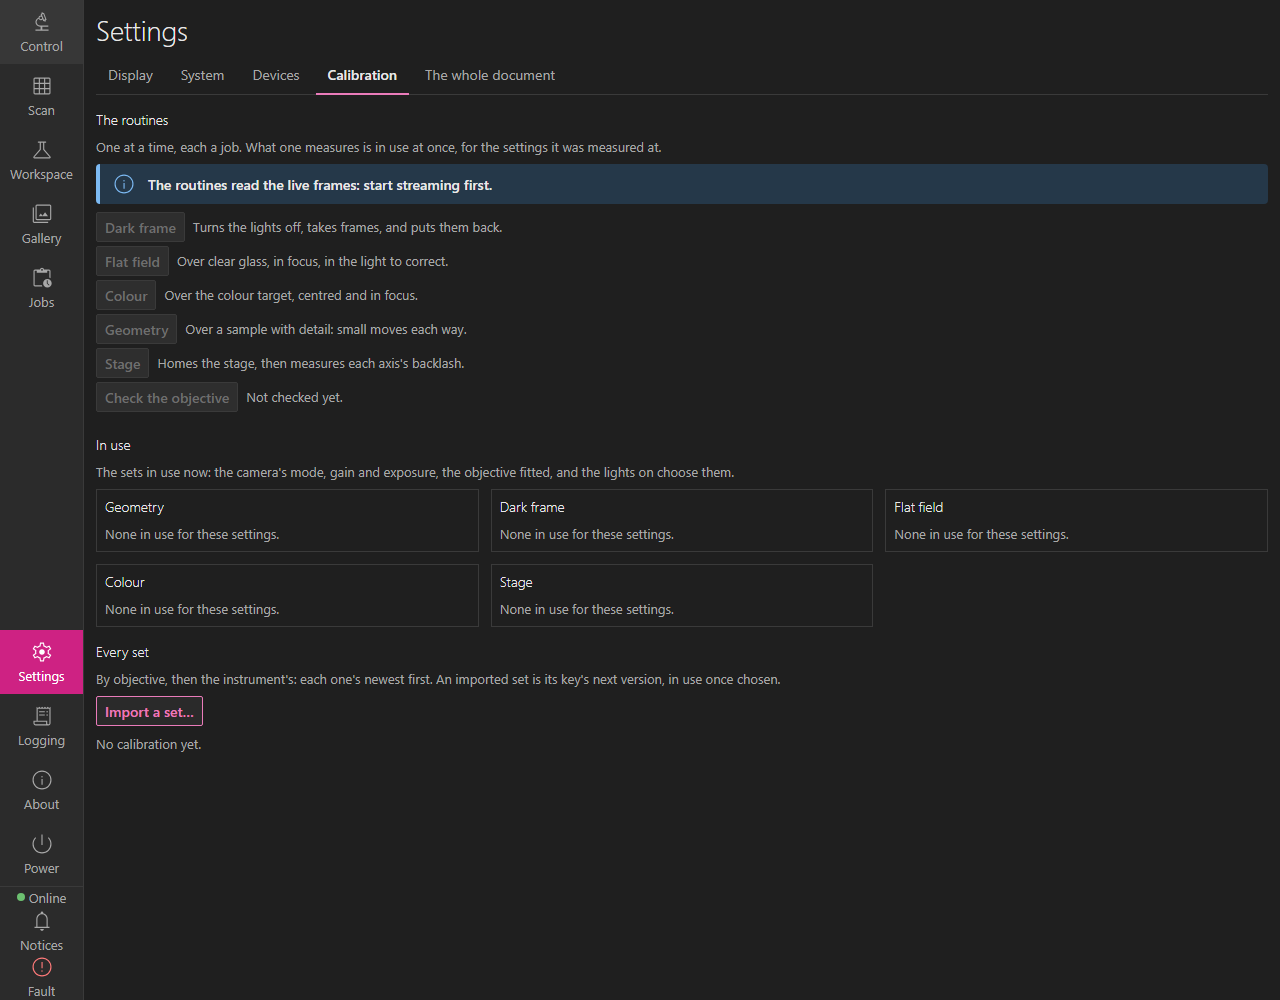 Control
Scan
Workspace
Gallery
Jobs
Settings
Logging
About
Power
Online
Notices
Fault
Settings
Display
System
Devices
Calibration
The whole document
The routines
One at a time, each a job. What one measures is in use at once, for the settings it was measured at.
The routines read the live frames: start streaming first.
Dark frame Turns the lights off, takes frames, and puts them back.
Flat field Over clear glass, in focus, in the light to correct.
Colour Over the colour target, centred and in focus.
Geometry Over a sample with detail: small moves each way.
Stage Homes the stage, then measures each axis's backlash.
Check the objective Not checked yet.
In use
The sets in use now: the camera's mode, gain and exposure, the objective fitted, and the lights on choose them.
Geometry
None in use for these settings.
Dark frame
None in use for these settings.
Flat field
None in use for these settings.
Colour
None in use for these settings.
Stage
None in use for these settings.
Every set
By objective, then the instrument's: each one's newest first. An imported set is its key's next version, in use once chosen.
Import a set...
No calibration yet.